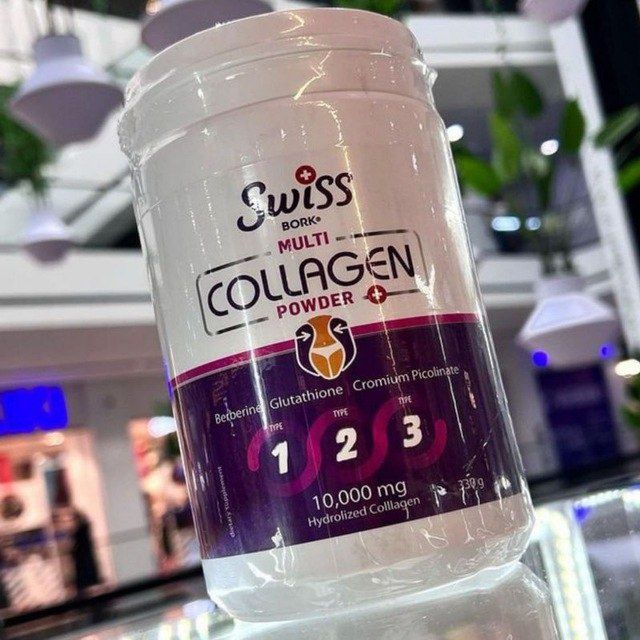 Swiss
BORK®
MULTI
COLLAGEN
POWDER
Berberine Glutathione Cromium Picolinate
TYPE TYPE TYPE
1 2 3
10,000 mg
Hydrolized Cullagen
330 g